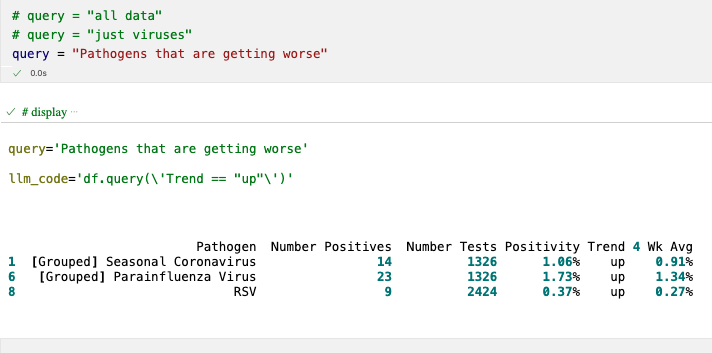 # query = "all data"
# query = "just viruses"
query = "Pathogens that are getting worse"
✓ 0.0s
✓ # display ···
query='Pathogens that are getting worse'
llm_code='df.query(\'Trend == "up"\')'
Pathogen Number Positives Number Tests Positivity Trend 4 Wk Avg
1 [Grouped] Seasonal Coronavirus 14 1326 1.06% up 0.91%
6 [Grouped] Parainfluenza Virus 23 1326 1.73% up 1.34%
8 RSV 9 2424 0.37% up 0.27%